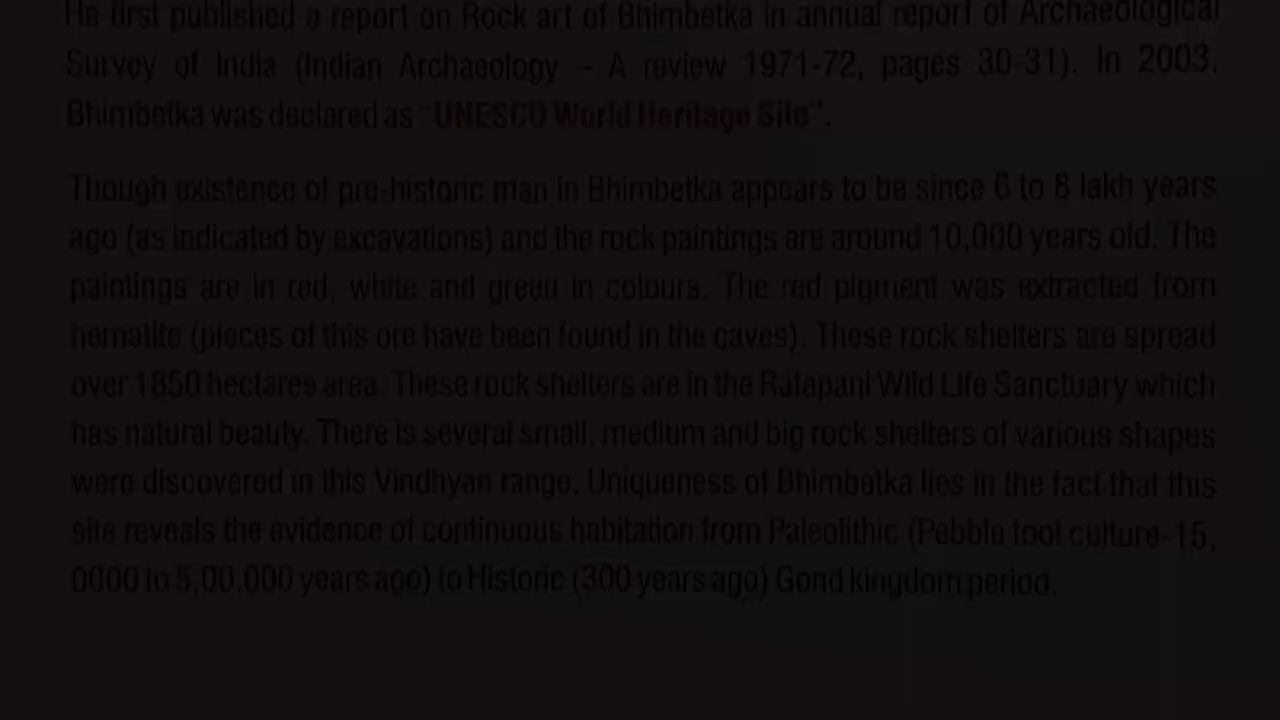 He first published a report on Rock art of Bhimbetka in annual report of Archaeological
Survey of India (Indian Archaeology – A review 1971-72, pages 30-31). In 2003,
Bhimbetka was declared as "UNESCO World Heritage Site".
Though existence of pre-historic man in Bhimbetka appears to be since 6 to 8 lakh years
ago (as indicated by excavations) and the rock paintings are around 10,000 years old. The
paintings are in red, white and green in colours. The red pigment was extracted from
hematite (pieces of this ore have been found in the caves). These rock shelters are spread
over 1850 hectares area. These rock shelters are in the Ratapani Wild Life Sanctuary which
has natural beauty. There is several small, medium and big rock shelters of various shapes
were discovered in this Vindhyan range. Uniqueness of Bhimbetka lies in the fact that this
site reveals the evidence of continuous habitation from Paleolithic (Pebble tool culture-15,
0000 to 5,00,000 years ago) to Historic (300 years ago) Gond kingdom period.